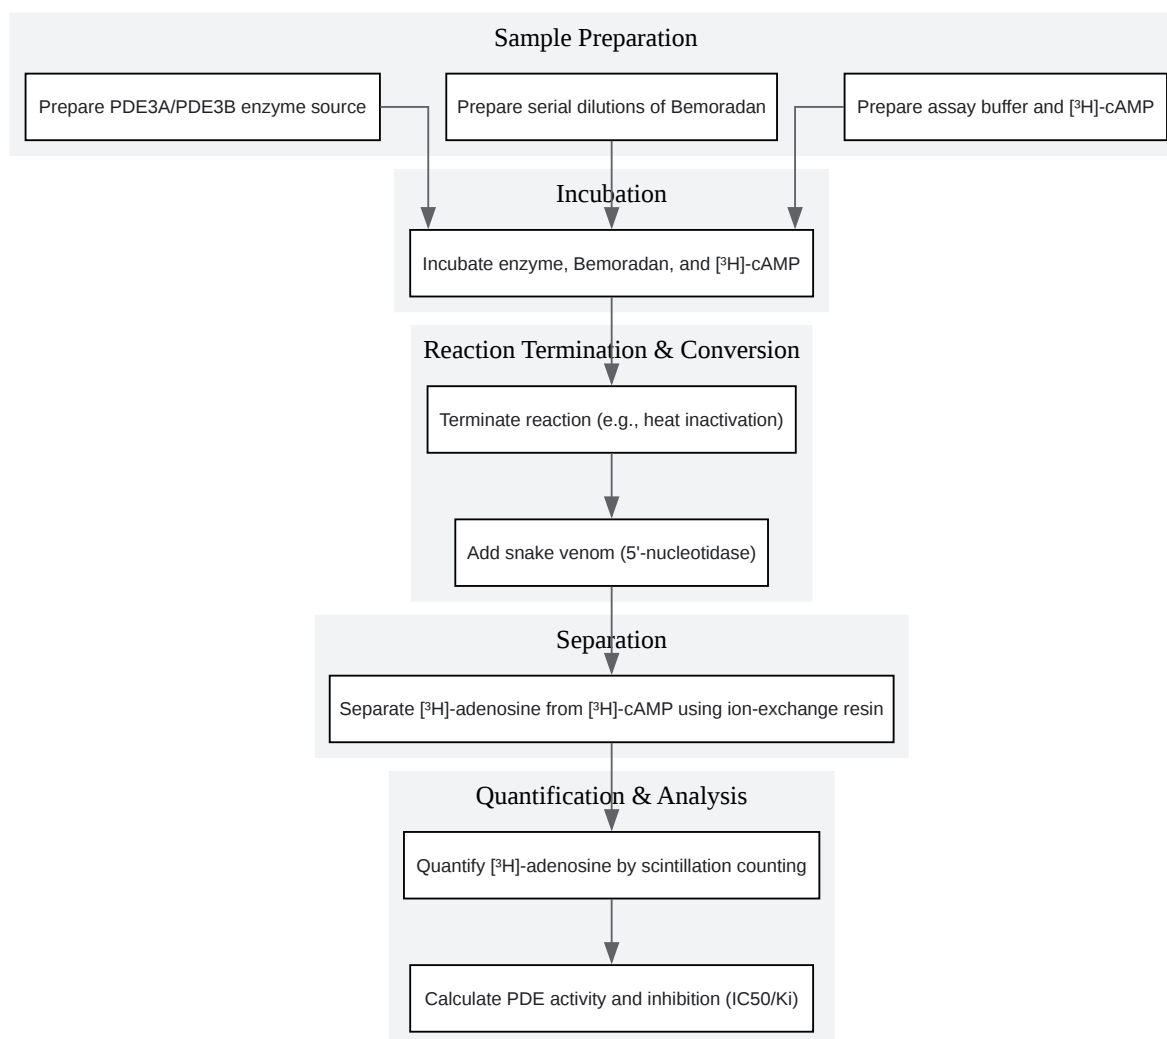 Sample Preparation
Prepare PDE3A/PDE3B enzyme source
Prepare serial dilutions of Bemoradan
Prepare assay buffer and [³H]-cAMP
Incubation
Incubate enzyme, Bemoradan, and [³H]-cAMP
Reaction Termination & Conversion
Terminate reaction (e.g., heat inactivation)
Add snake venom (5'-nucleotidase)
Separation
Separate [³H]-adenosine from [³H]-cAMP using ion-exchange resin
Quantification & Analysis
Quantify [³H]-adenosine by scintillation counting
Calculate PDE activity and inhibition (IC50/Ki)